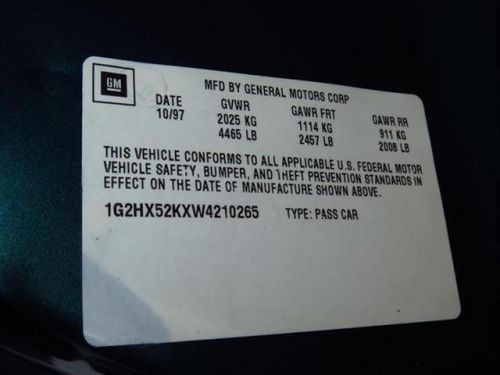 GM
MFD BY GENERAL MOTORS CORP
DATE GVWR GAWR FRT GAWR RR
10/97 2025 KG 1114 KG 911 KG
4465 LB 2457 LB 2008 LB
THIS VEHICLE CONFORMS TO ALL APPLICABLE U.S. FEDERAL MOTOR
VEHICLE SAFETY, BUMPER, AND THEFT PREVENTION STANDARDS IN
EFFECT ON THE DATE OF MANUFACTURE SHOWN ABOVE.
1G2HX52KXW4210265 TYPE: PASS CAR